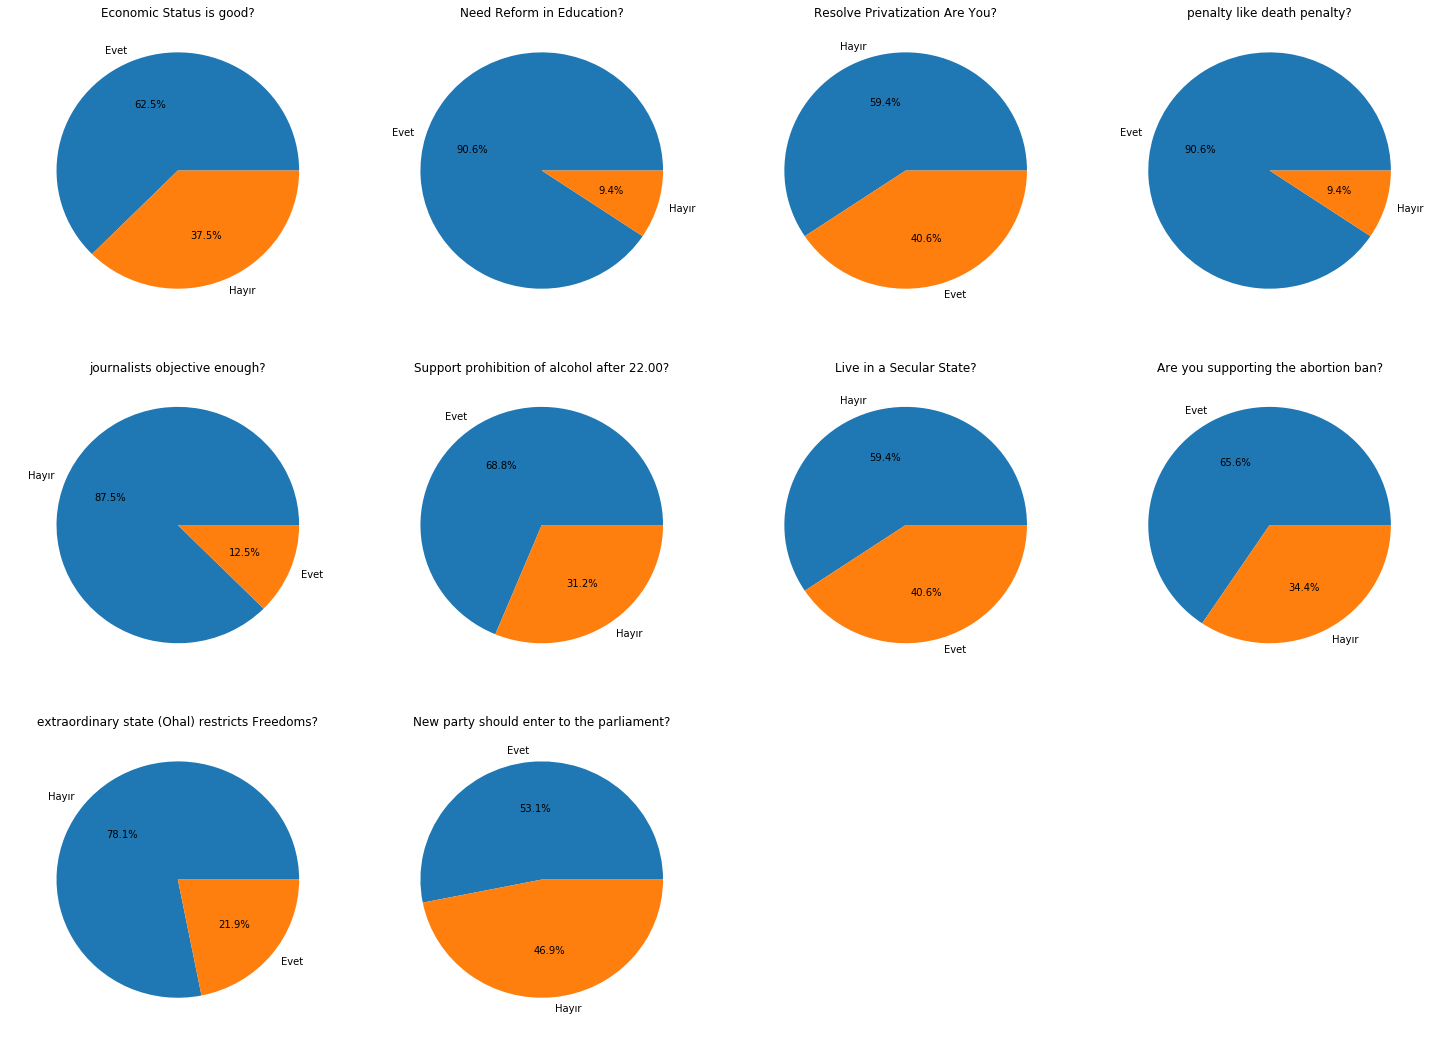 Economic Status is good?
Evet
62.5%
37.5%
Hayır
Need Reform in Education?
Evet
90.6%
9.4%
Hayır
Resolve Privatization Are You?
Hayır
59.4%
40.6%
Evet
penalty like death penalty?
Evet
90.6%
9.4%
Hayır
journalists objective enough?
Hayır
87.5%
12.5%
Evet
Support prohibition of alcohol after 22.00?
Evet
68.8%
31.2%
Hayır
Live in a Secular State?
Hayır
59.4%
40.6%
Evet
Are you supporting the abortion ban?
Evet
65.6%
34.4%
Hayır
extraordinary state (Ohal) restricts Freedoms?
Hayır
78.1%
21.9%
Evet
New party should enter to the parliament?
Evet
53.1%
46.9%
Hayır